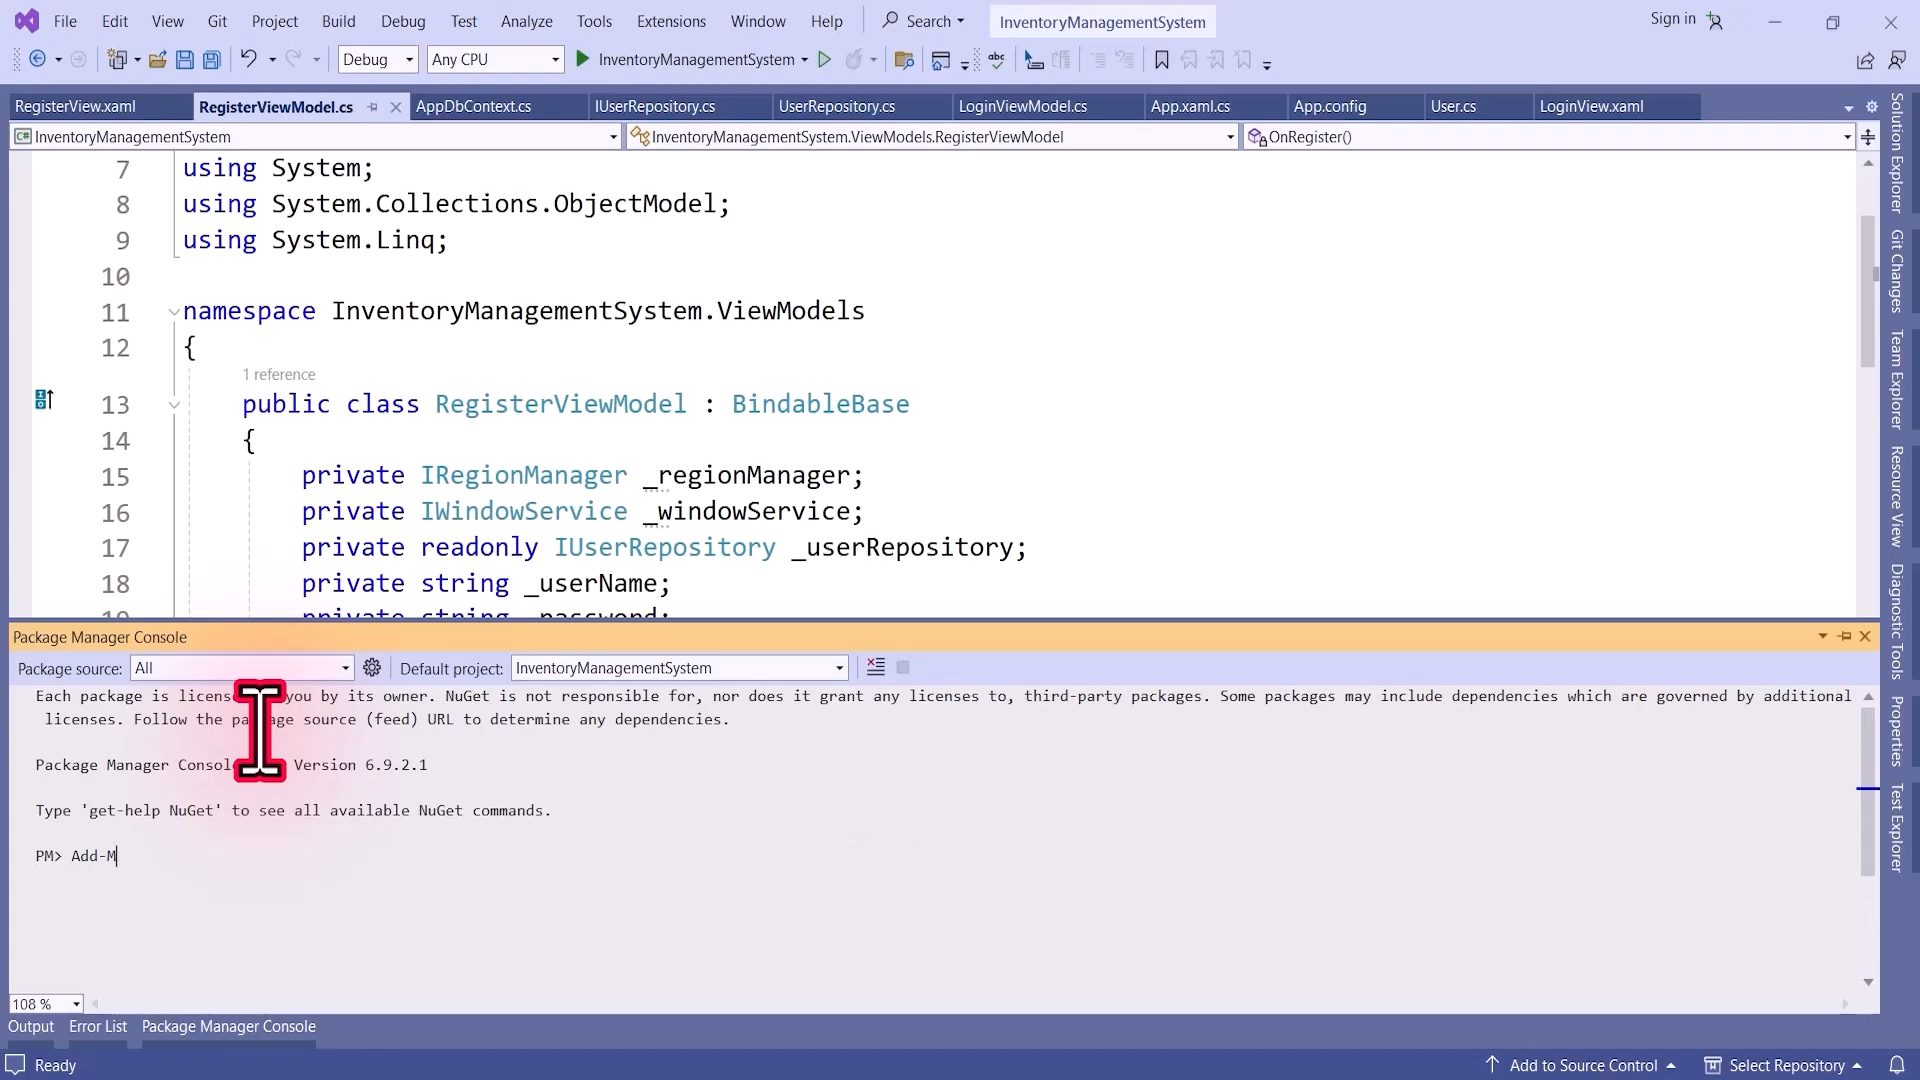 File Edit View Git Project Build Debug Test Analyze Tools Extensions Window Help Search InventoryManagementSystem Sign in
Debug Any CPU InventoryManagementSystem
RegisterView.xaml RegisterViewModel.cs AppDbContext.cs IUserRepository.cs UserRepository.cs LoginViewModel.cs App.xaml.cs App.config User.cs LoginView.xaml
InventoryManagementSystem InventoryManagementSystem.ViewModels.RegisterViewModel OnRegister()
7 using System;
8 using System.Collections.ObjectModel;
9 using System.Linq;
10
11 namespace InventoryManagementSystem.ViewModels
12 {
1 reference
13 public class RegisterViewModel : BindableBase
14 {
15 private IRegionManager _regionManager;
16 private IWindowService _windowService;
17 private readonly IUserRepository _userRepository;
18 private string _userName;
19 private string _password;
Package Manager Console
Package source: All Default project: InventoryManagementSystem
Each package is license you by its owner. NuGet is not responsible for, nor does it grant any licenses to, third-party packages. Some packages may include dependencies which are governed by additional
licenses. Follow the package source (feed) URL to determine any dependencies.
Package Manager Consol Version 6.9.2.1
Type 'get-help NuGet' to see all available NuGet commands.
PM> Add-M
108 %
Output Error List Package Manager Console
Ready Add to Source Control Select Repository
Solution Explorer
Git Changes
Team Explorer
Resource View
Diagnostic Tools
Properties
Test Explorer